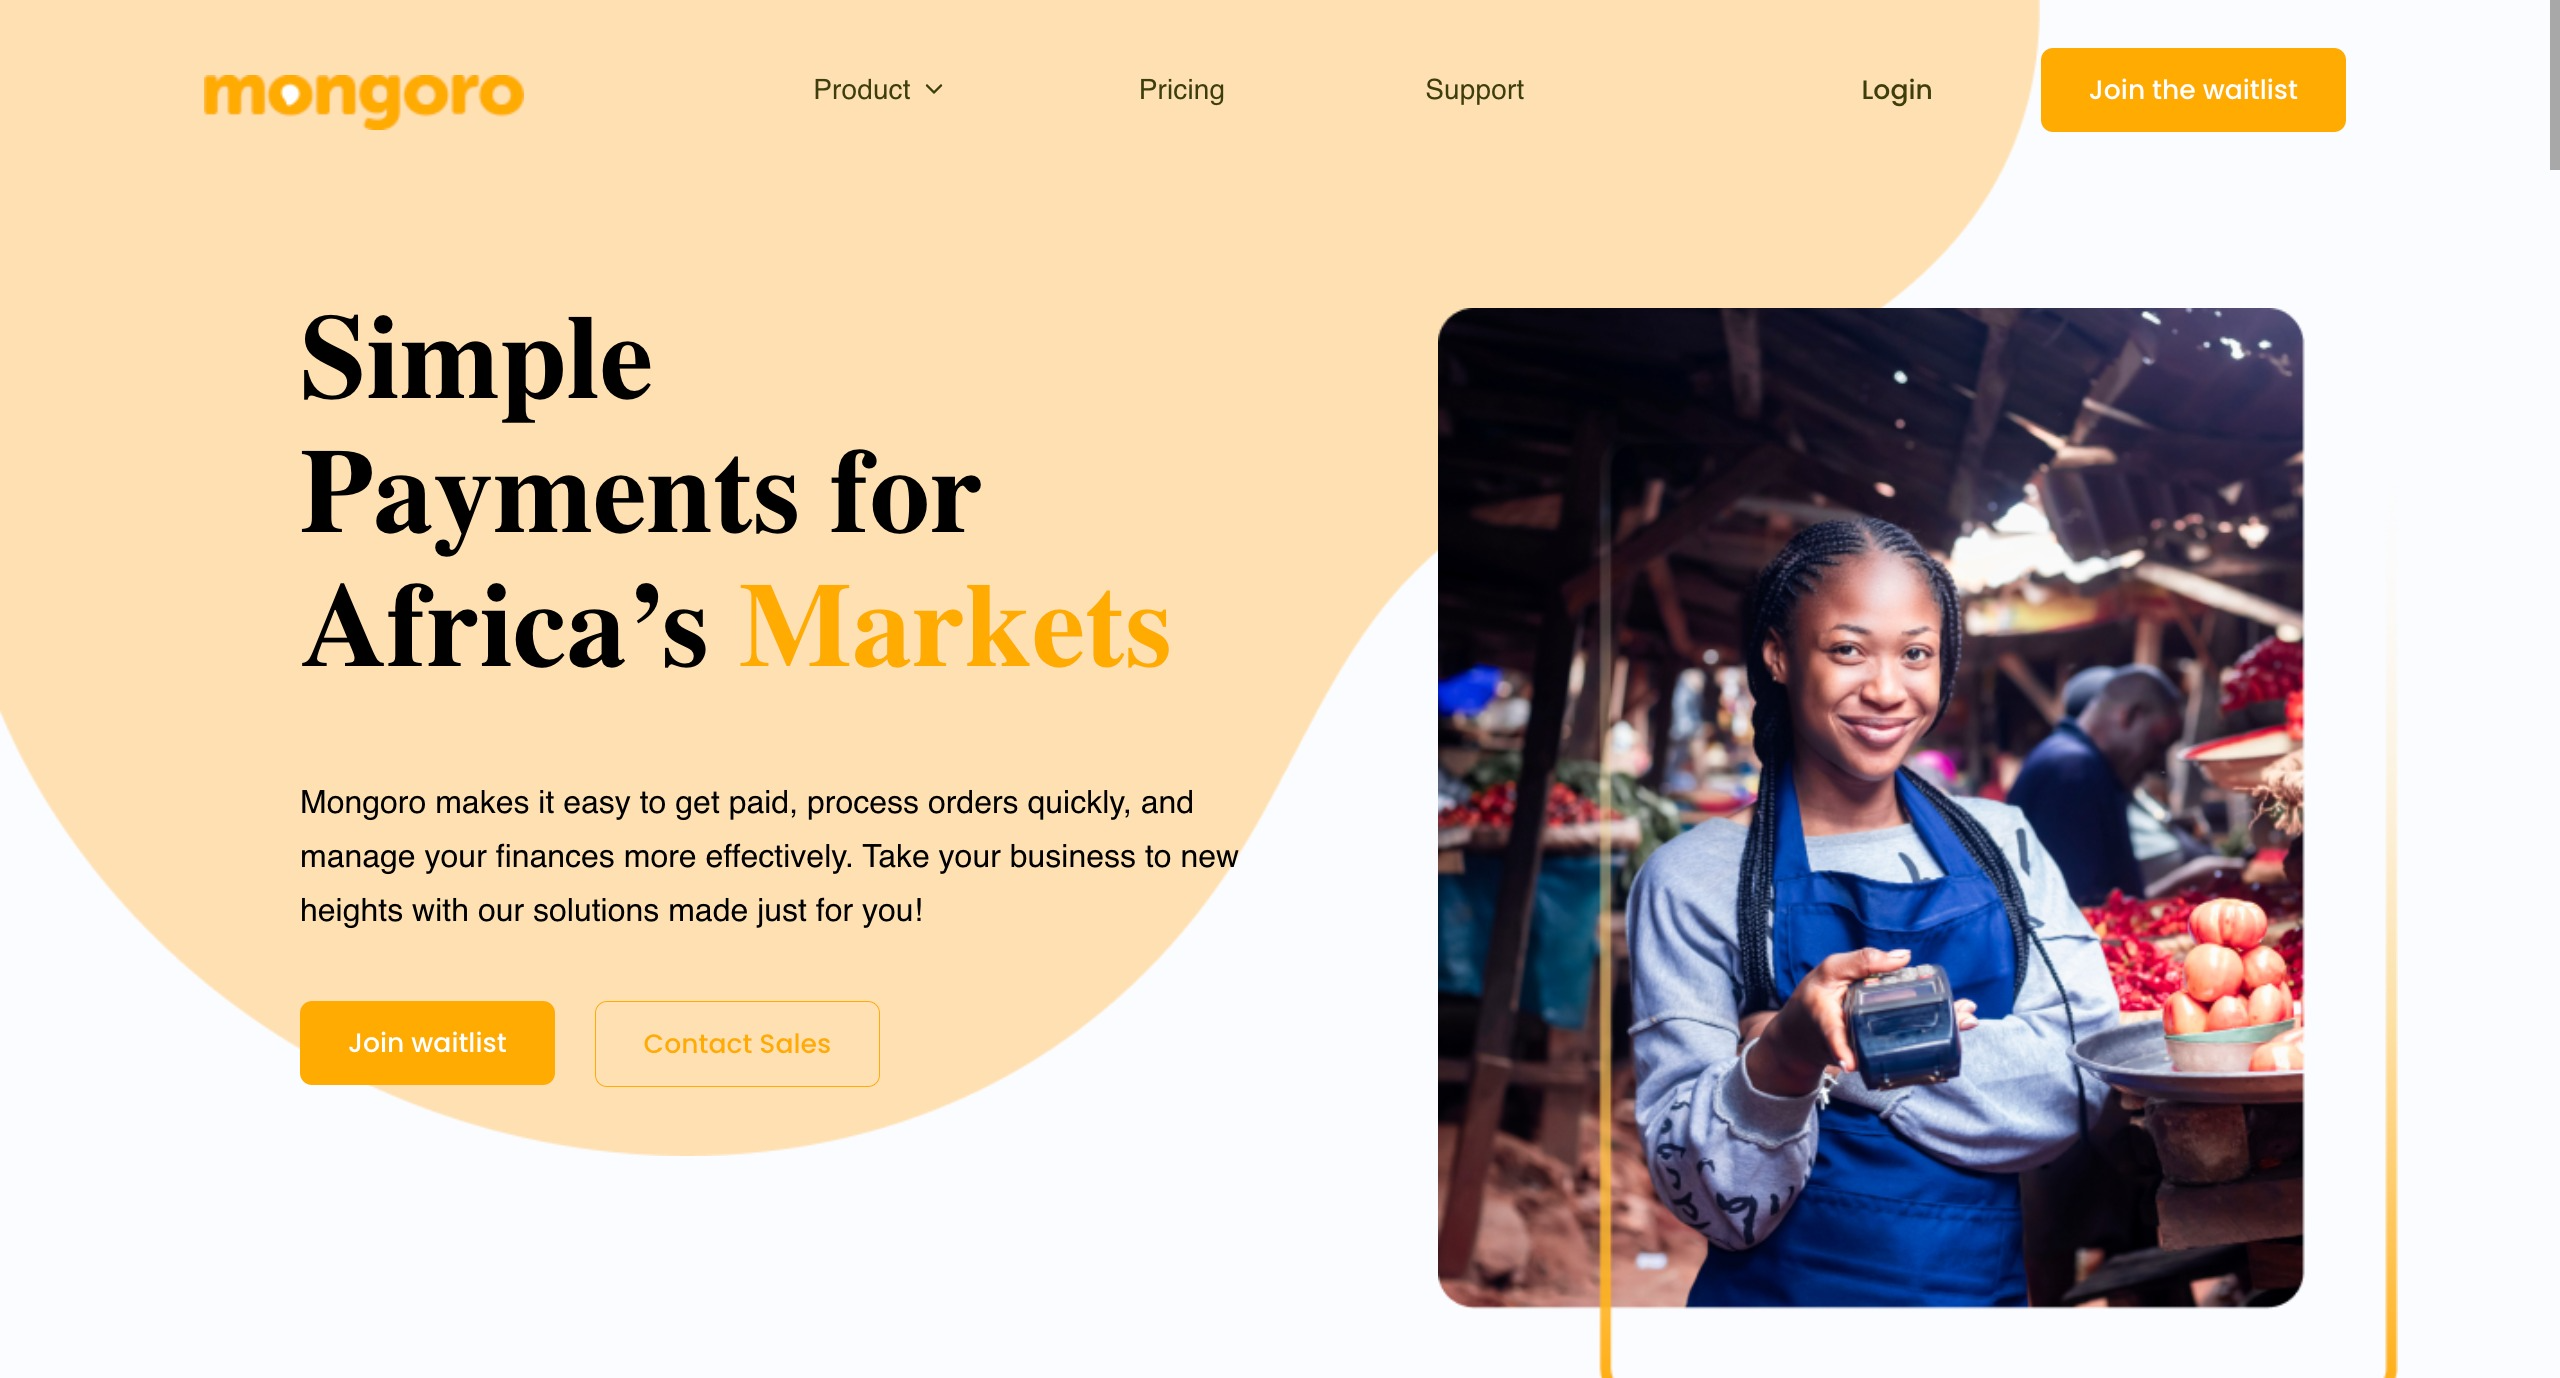 mongoro
Product
Pricing
Support
Login
Join the waitlist
Simple
Payments for
Africa’s Markets
Mongoro makes it easy to get paid, process orders quickly, and
manage your finances more effectively. Take your business to new
heights with our solutions made just for you!
Join waitlist
Contact Sales